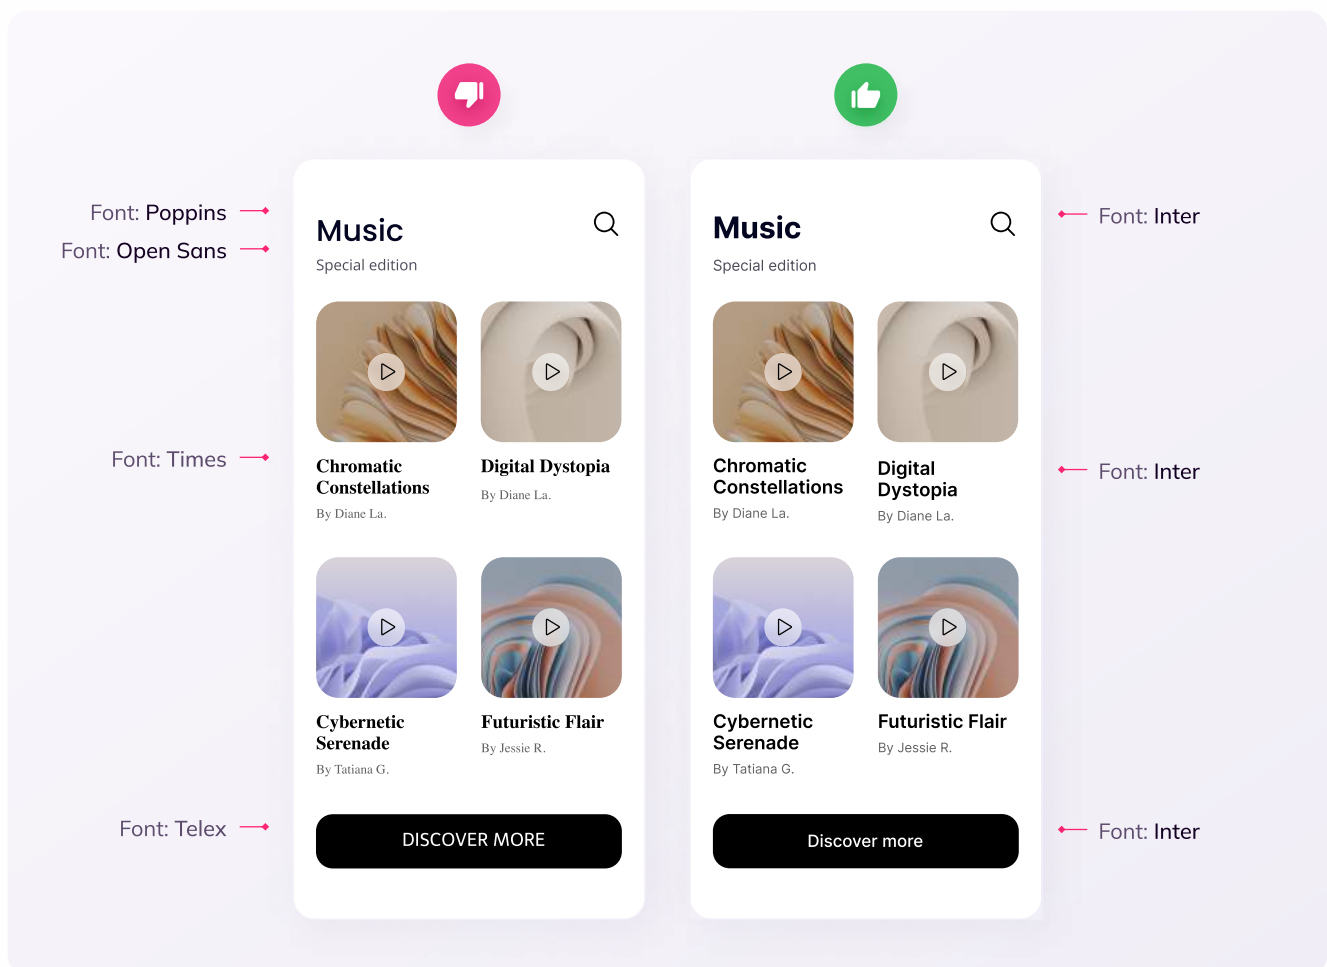 Font: Poppins
Font: Open Sans
Font: Times
Font: Telex
Music
Special edition
Chromatic
Constellations
By Diane La.
Digital Dystopia
By Diane La.
Cybernetic
Serenade
By Tatiana G.
Futuristic Flair
By Jessie R.
DISCOVER MORE
Music
Special edition
Chromatic
Constellations
By Diane La.
Digital
Dystopia
By Diane La.
Cybernetic
Serenade
By Tatiana G.
Futuristic Flair
By Jessie R.
Discover more
Font: Inter
Font: Inter
Font: Inter